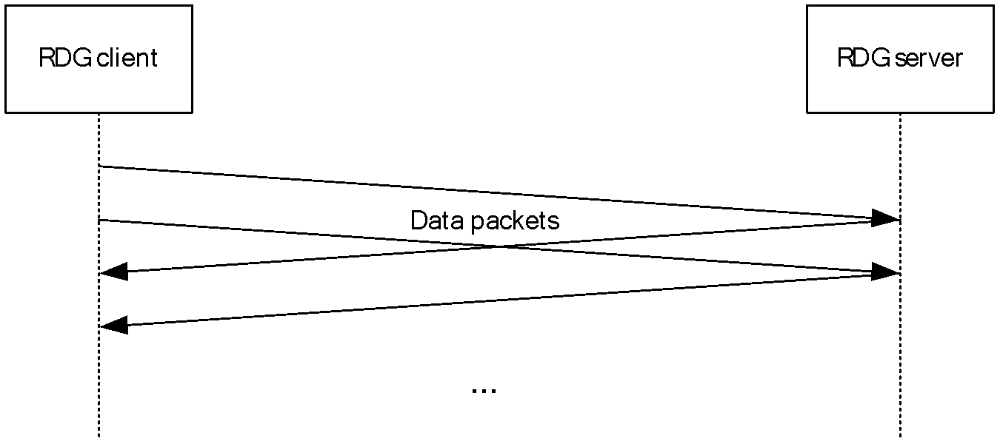 RDG client
RDG server
Data packets
...